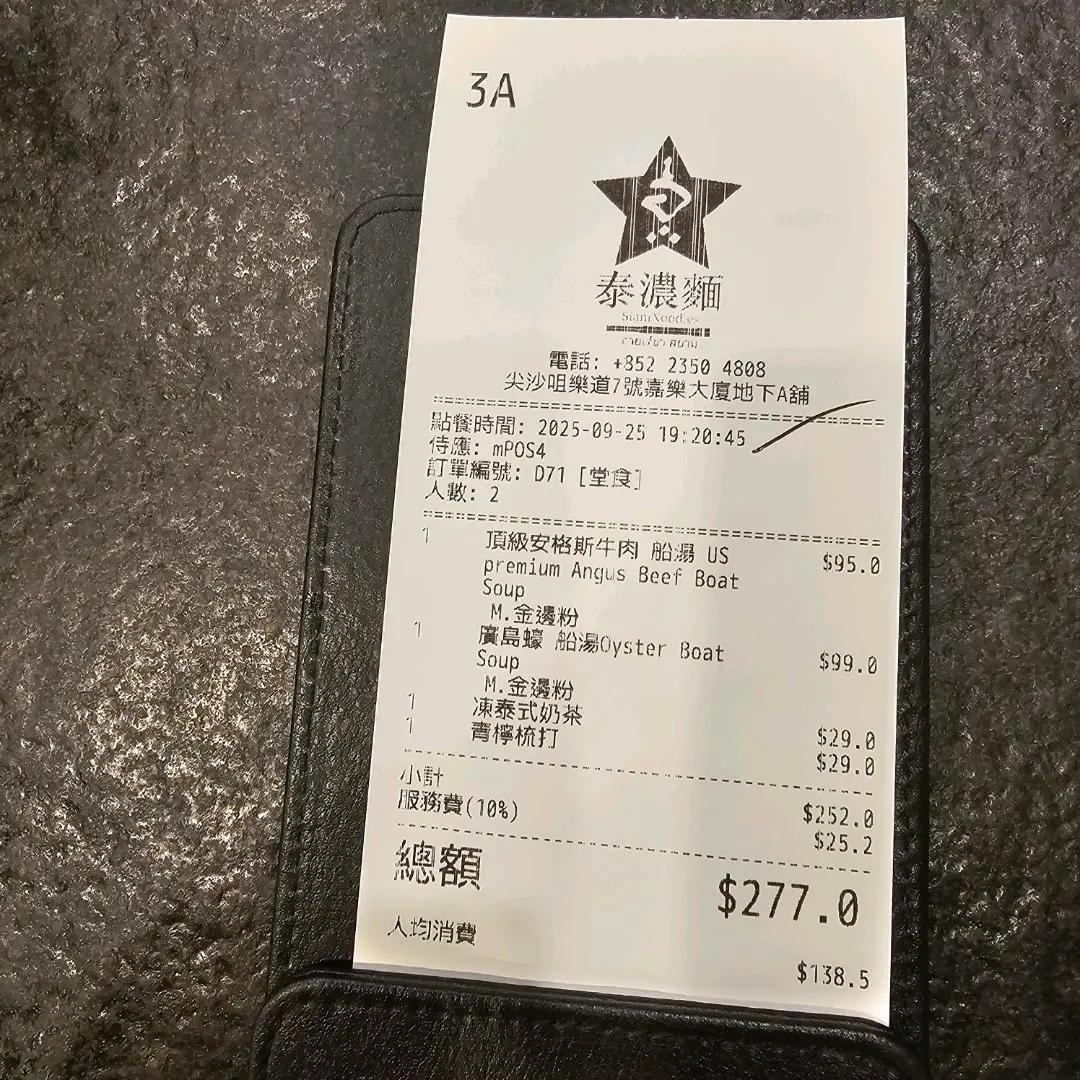 3A
泰濃麵
SiamNoodles
電話: +852 2350 4808
尖沙咀樂道7號嘉樂大廈地下A舖
點餐時間: 2025-09-25 19:20:45
侍應: mPOS4
訂單編號: D71 [堂食]
人數: 2
1 頂級安格斯牛肉 船湯 US $95.0
premium Angus Beef Boat
Soup
M.金邊粉
1 廣島蠔 船湯Oyster Boat $99.0
Soup
M.金邊粉
1 凍泰式奶茶 $29.0
1 青檸梳打 $29.0
小計 $252.0
服務費(10%) $25.2
總額 $277.0
人均消費 $138.5